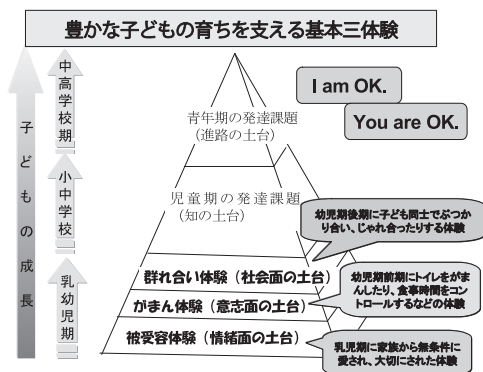 豊かな子どもの育ちを支える基本三体験
子どもの成長
中高学校期
小中学校
乳幼児期
I am OK.
You are OK.
青年期の発達課題
（進路の土台）
児童期の発達課題
（知の土台）
群れ合い体験（社会面の土台）
がまん体験（意志面の土台）
被受容体験（情緒面の土台）
幼児期後期に子ども同士でぶつか
り合い、じゃれ合ったりする体験
幼児期前期にトイレをがま
んしたり、食事時間をコン
トロールするなどの体験
乳児期に家族から無条件に
愛され、大切にされた体験